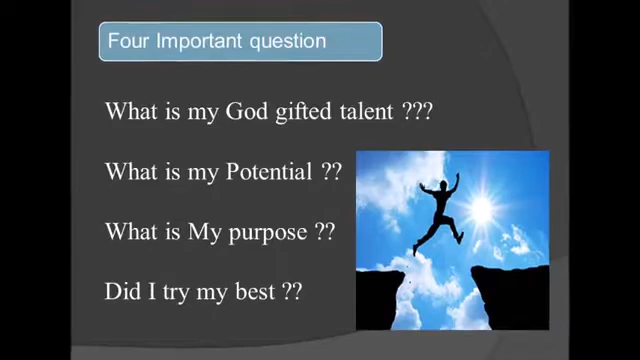 Four Important question
What is my God gifted talent ???
What is my Potential ??
What is My purpose ??
Did I try my best ??